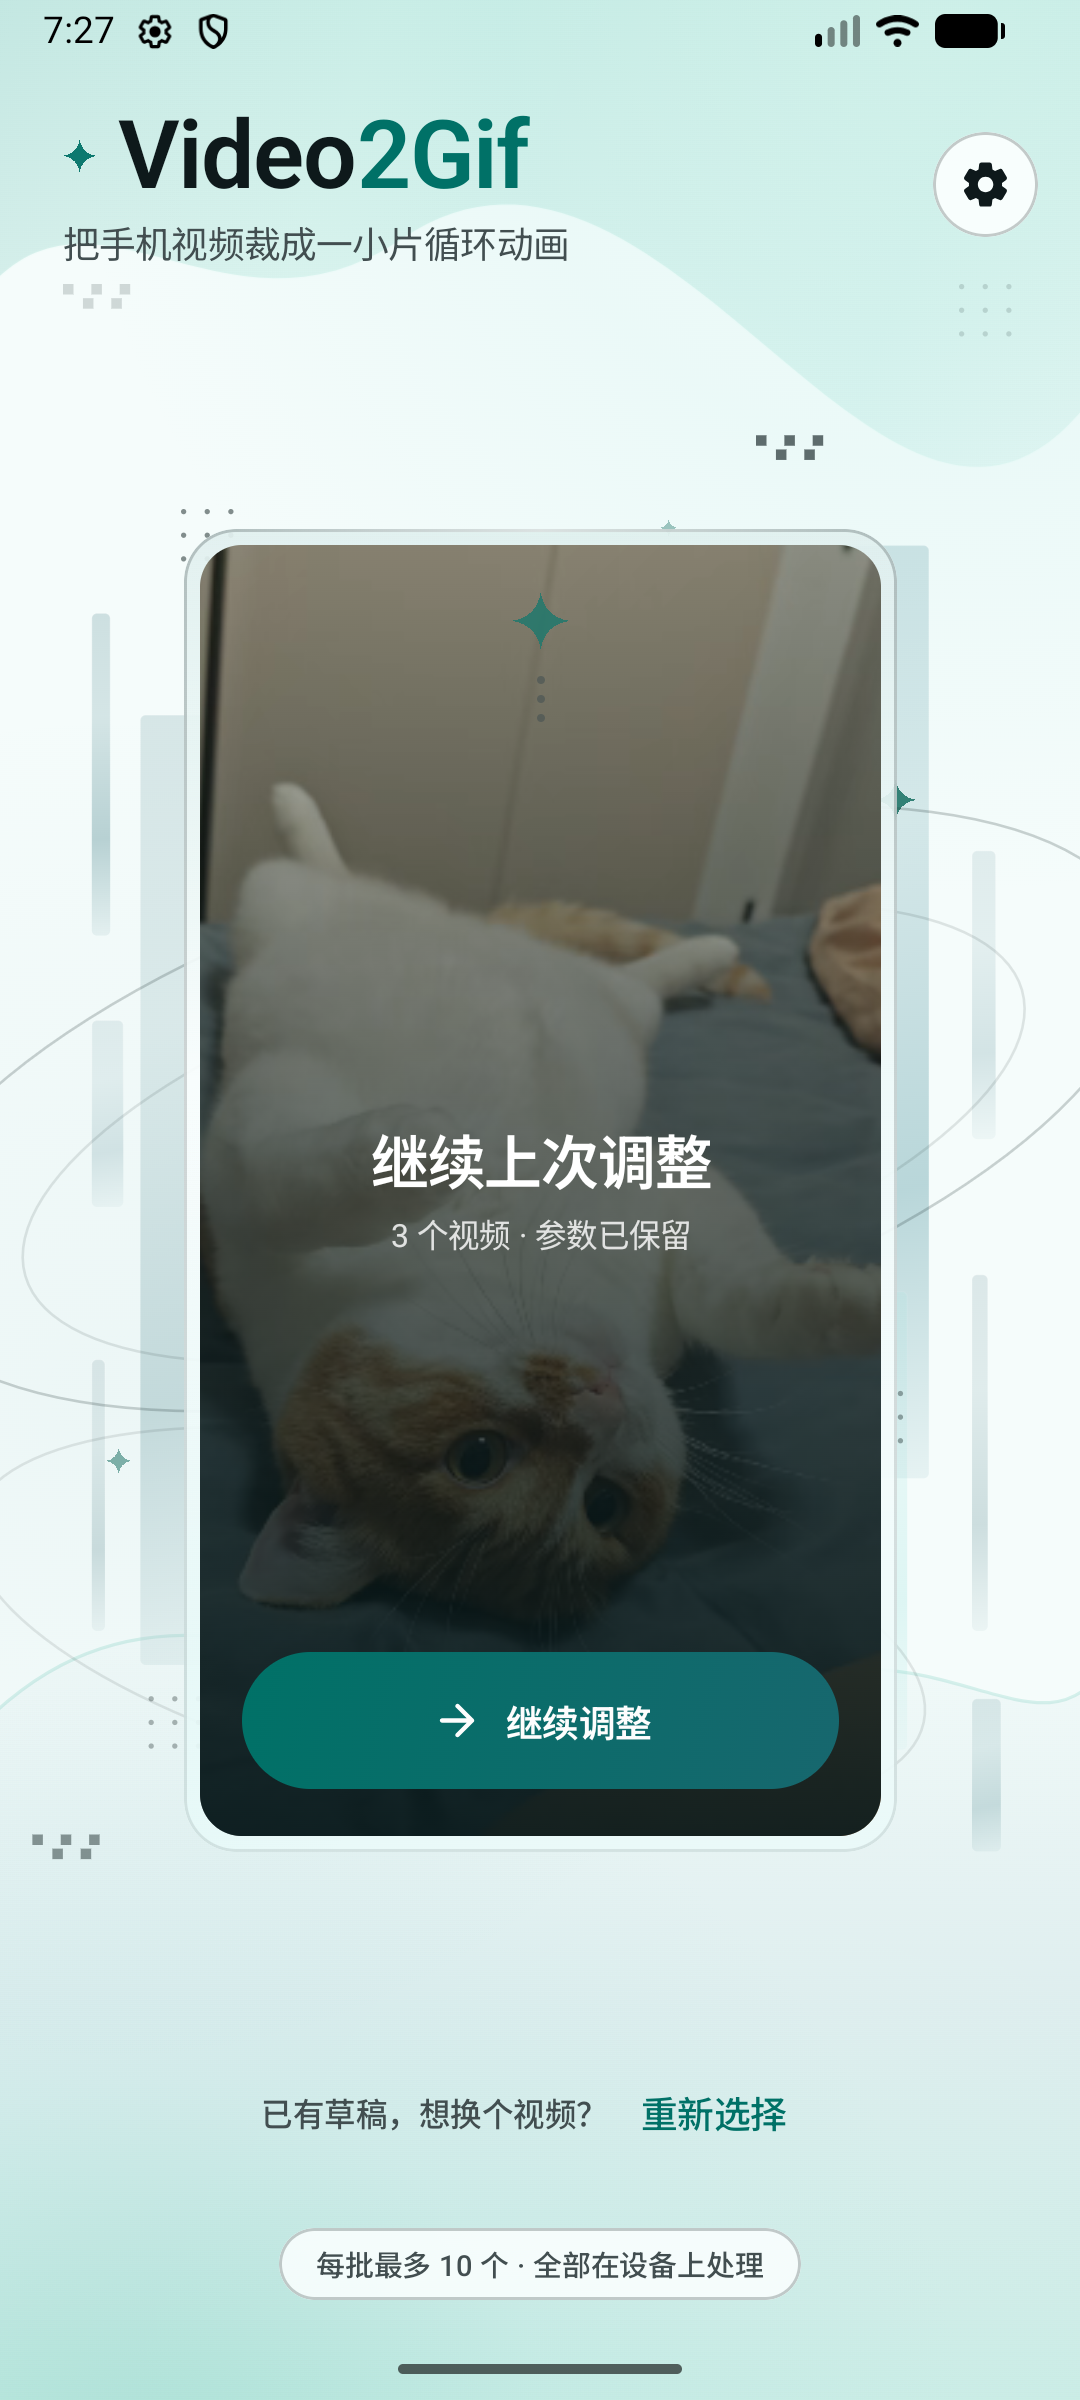 7:27
Video2Gif
把手机视频裁成一小片循环动画
继续上次调整
3 个视频 · 参数已保留
继续调整
已有草稿，想换个视频？ 重新选择
每批最多 10 个 · 全部在设备上处理